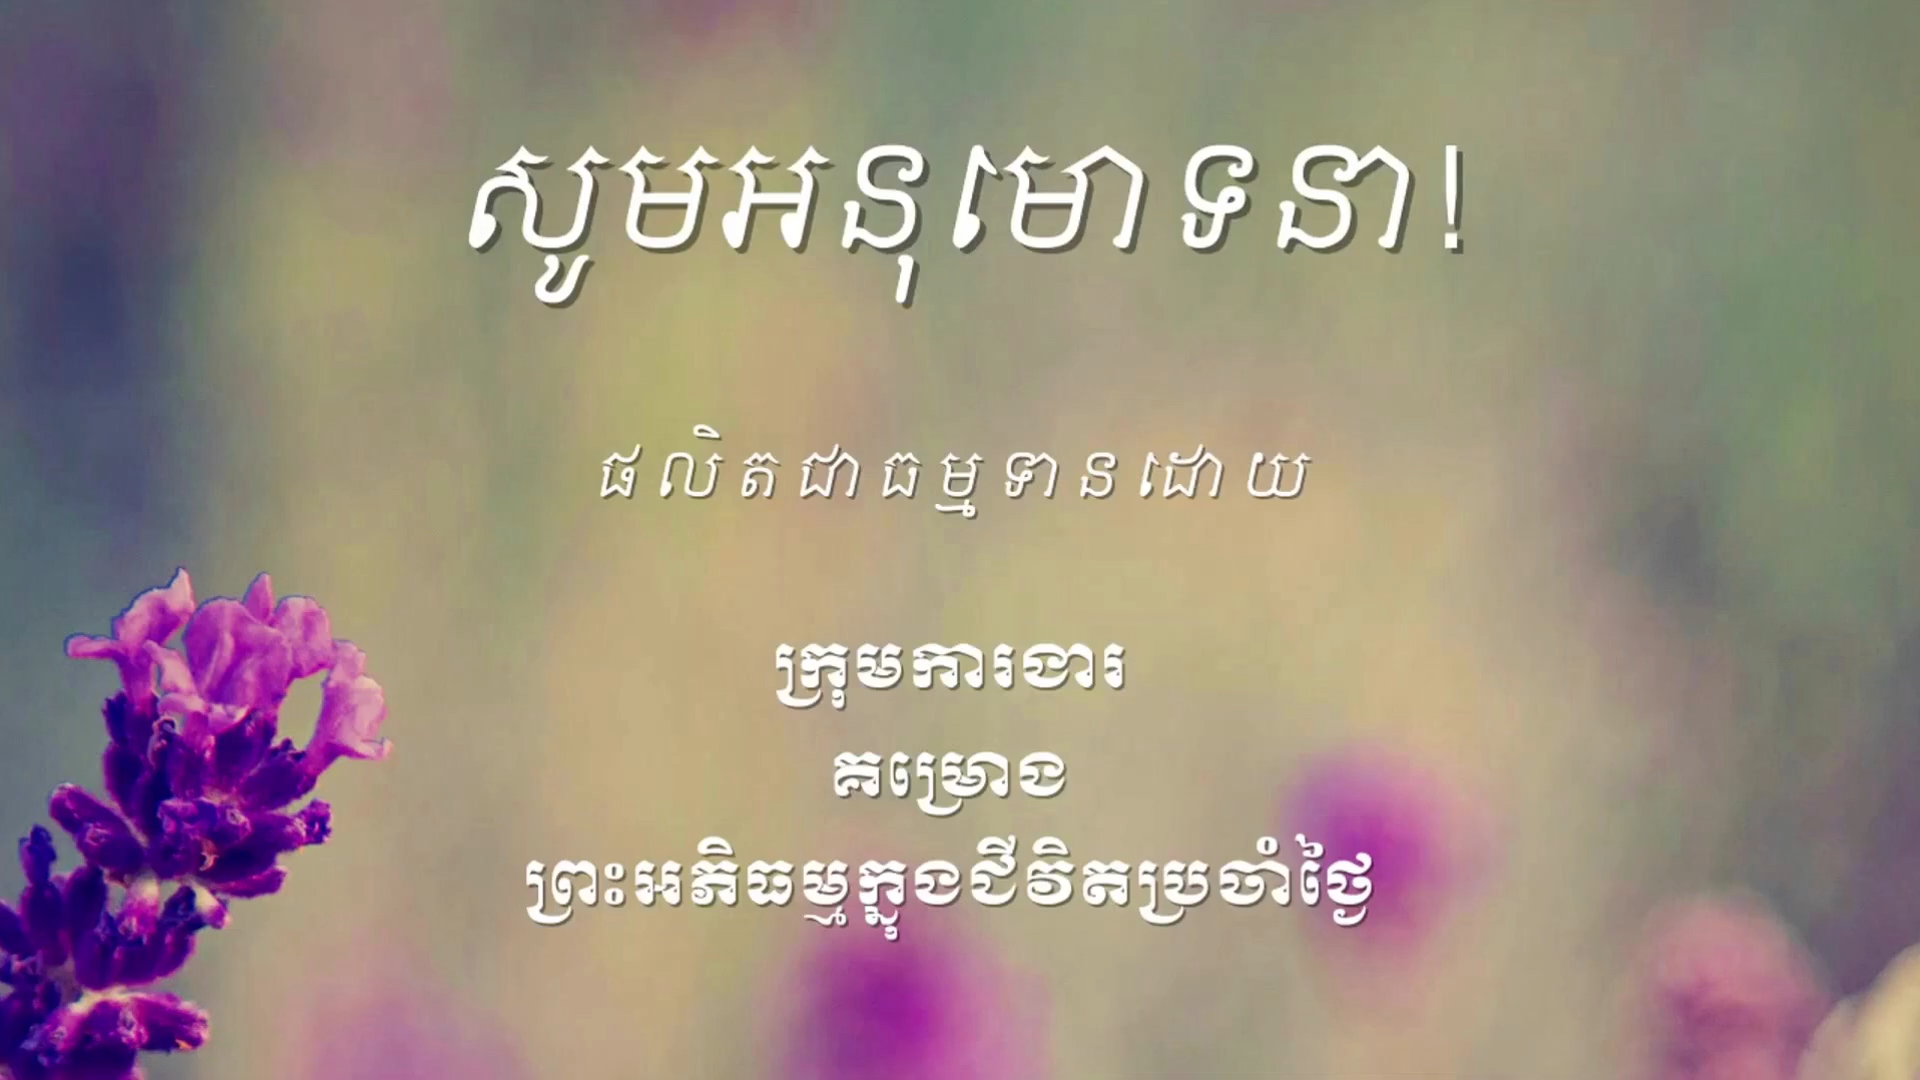 សូមអនុមោទនា!
ផលិតជាធម្មទានដោយ
ក្រុមការងារ
គម្រោង
ព្រះអភិធម្មក្នុងជីវិតប្រចាំថ្ងៃ